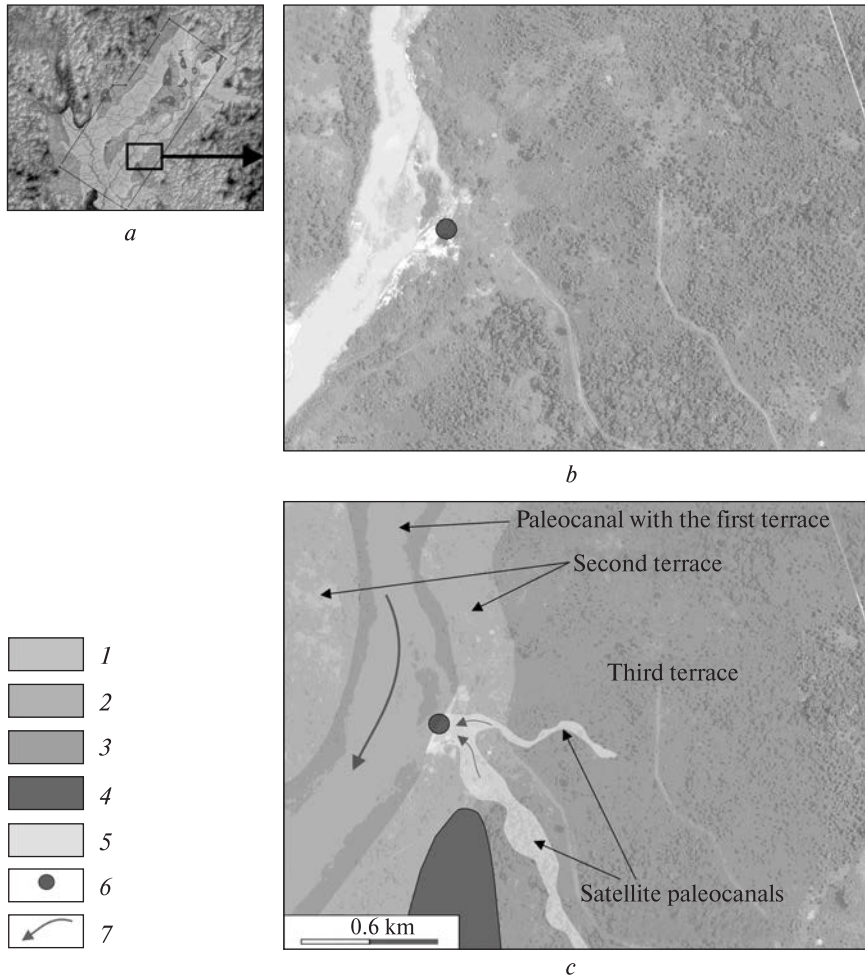 a
b
Paleocanal with the first terrace
Second terrace
Third terrace
Satellite paleocanals
0.6 km
c
1
2
3
4
5
6
7